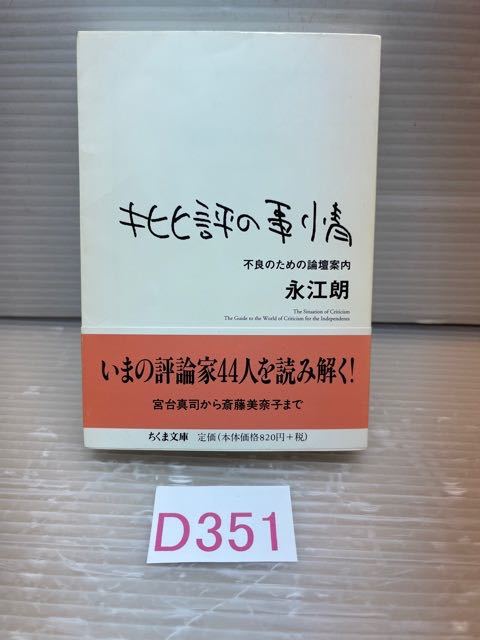 批評の事情
不良のための論壇案内
永江朗
The Situation of Criticism
The Guide to the World of Criticism for the Independents
いまの評論家44人を読み解く!
宮台真司から斎藤美奈子まで
ちくま文庫 定価(本体価格820円+税)
D351